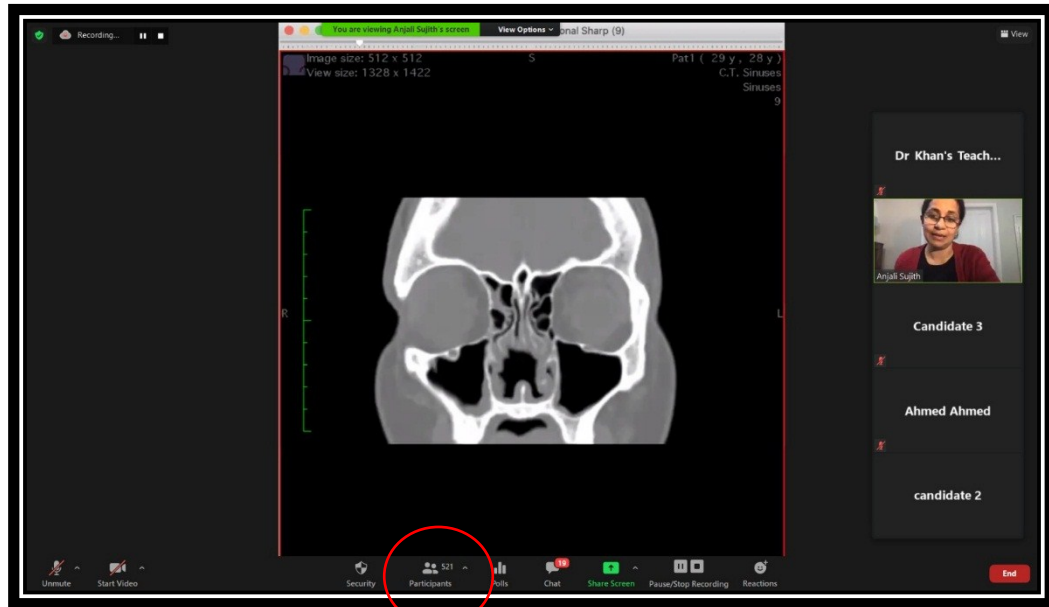 Recording...
You are viewing Anjali Sujith's screen
View Options
onal Sharp (9)
View
Image size: 512 x 512
View size: 1328 x 1422
S
Pat1 ( 29 y , 28 y )
C.T. Sinuses
Sinuses
9
R
L
Dr Khan's Teach...
Anjali Sujith
Candidate 3
Ahmed Ahmed
candidate 2
Unmute
Start Video
Security
521
Participants
Polls
19
Chat
Share Screen
Pause/Stop Recording
Reactions
End